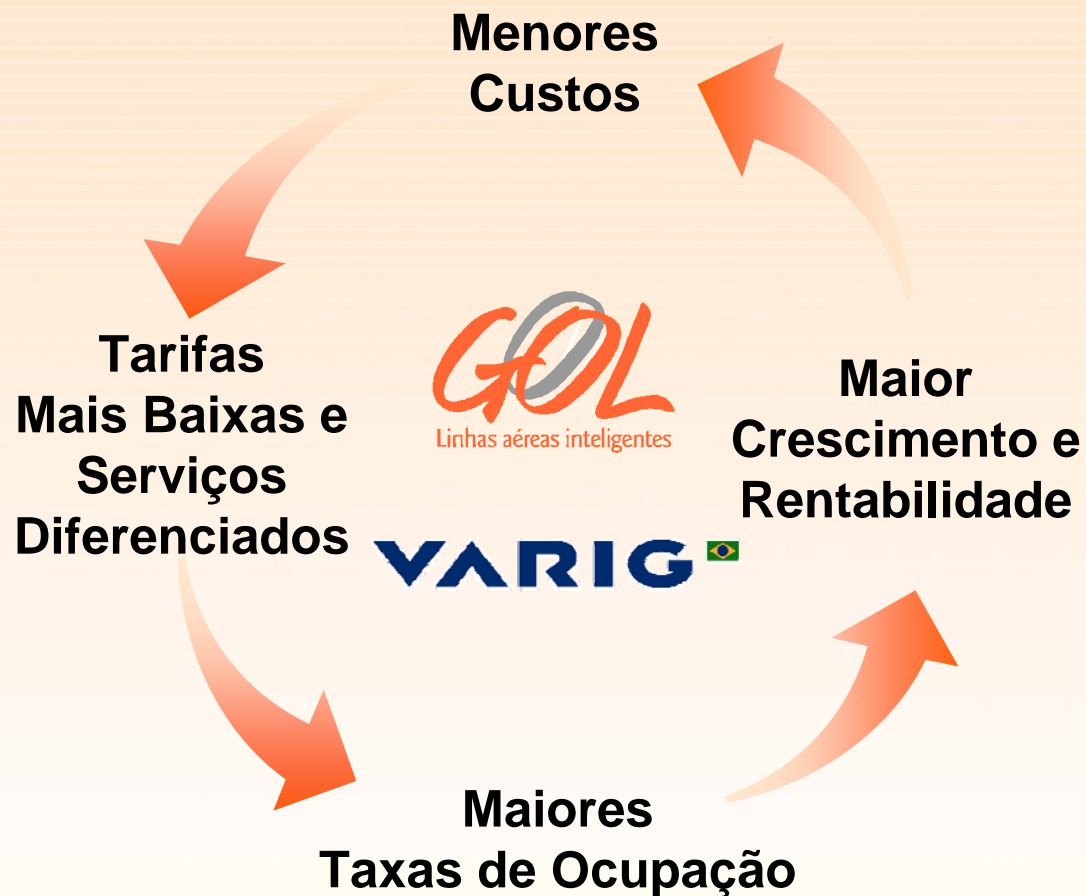 Menores
Custos
Tarifas
Mais Baixas e
Serviços
Diferenciados
GOL
Linhas aéreas inteligentes
VARIG
Maior
Crescimento e
Rentabilidade
Maiores
Taxas de Ocupação